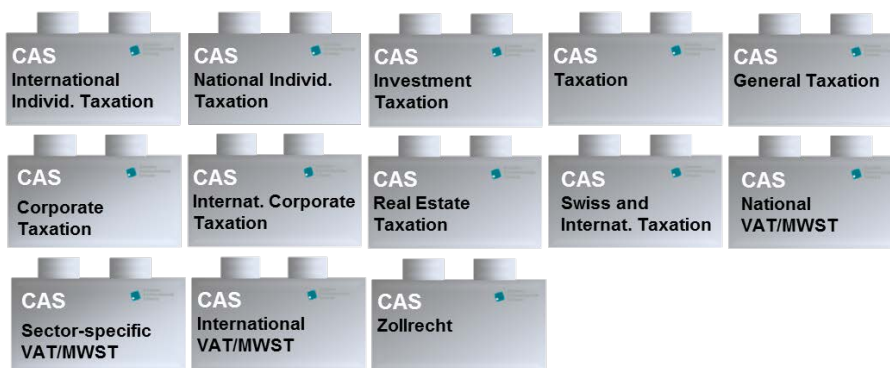 CAS
International
Individ. Taxation
CAS
National Individ.
Taxation
CAS
Investment
Taxation
CAS
Taxation
CAS
General Taxation
CAS
Corporate
Taxation
CAS
Internat. Corporate
Taxation
CAS
Real Estate
Taxation
CAS
Swiss and
Internat. Taxation
CAS
National
VAT/MWST
CAS
Sector-specific
VAT/MWST
CAS
International
VAT/MWST
CAS
Zollrecht